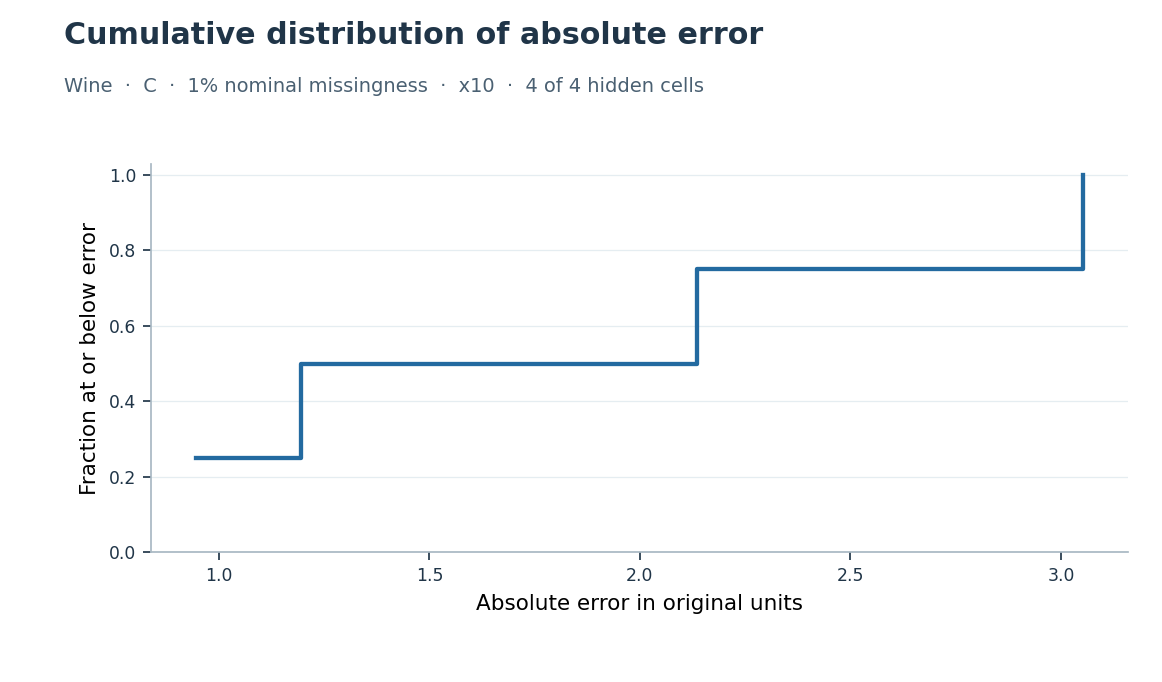 Cumulative distribution of absolute error
Wine · C · 1% nominal missingness · x10 · 4 of 4 hidden cells
Fraction at or below error
1.0
0.8
0.6
0.4
0.2
0.0
1.0 1.5 2.0 2.5 3.0
Absolute error in original units